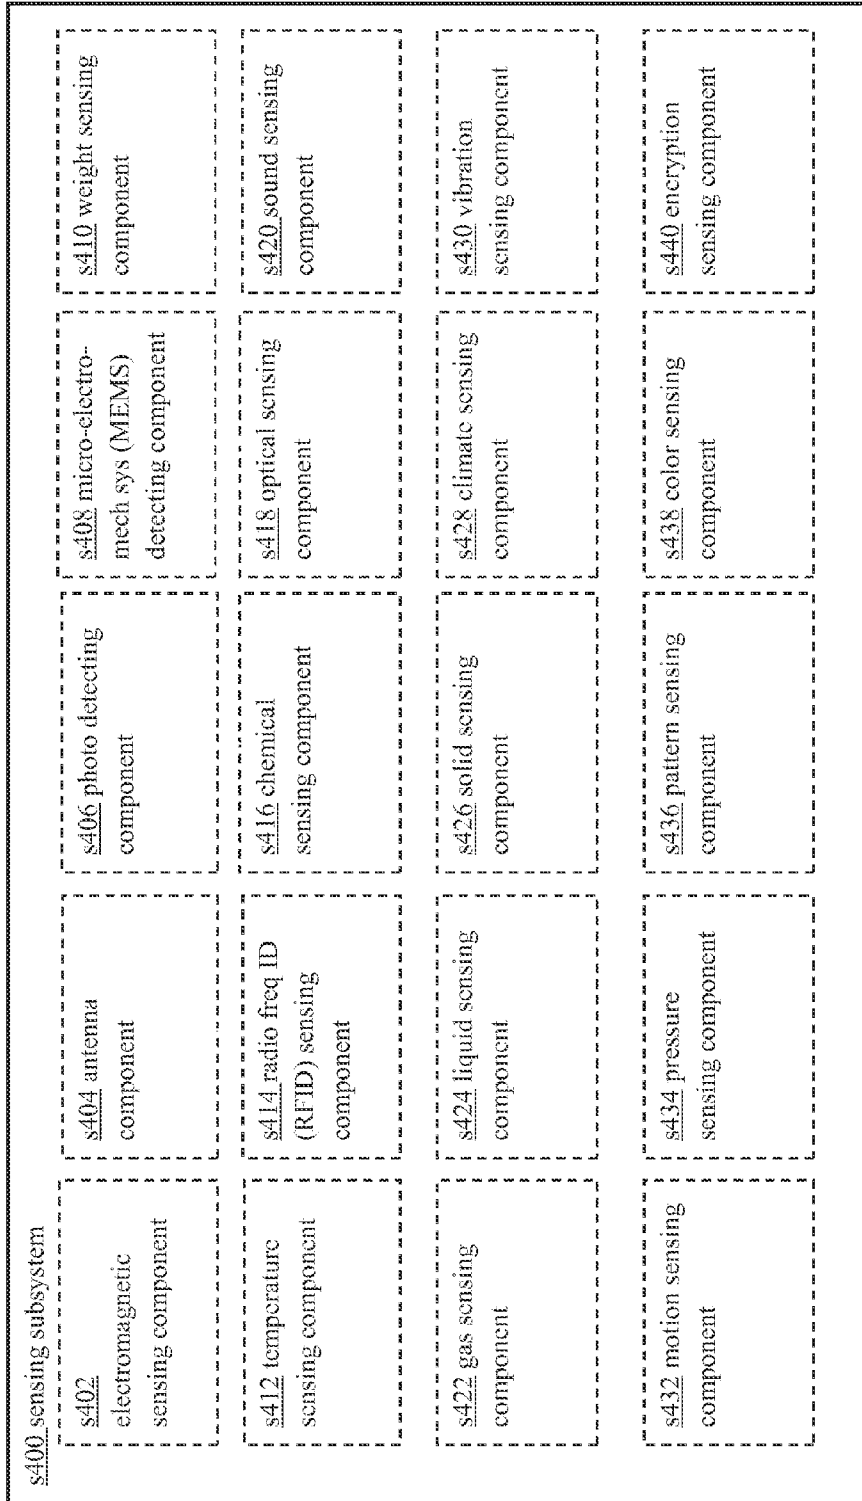 s400 sensing subsystem
s402
electromagnetic
sensing component
s404 antenna
component
s406 photo detecting
component
s408 micro-electro-
mech sys (MEMS)
detecting component
s410 weight sensing
component
s412 temperature
sensing component
s414 radio freq ID
(RFID) sensing
component
s416 chemical
sensing component
s418 optical sensing
component
s420 sound sensing
component
s422 gas sensing
component
s424 liquid sensing
component
s426 solid sensing
component
s428 climate sensing
component
s430 vibration
sensing component
s432 motion sensing
component
s434 pressure
sensing component
s436 pattern sensing
component
s438 color sensing
component
s440 encryption
sensing component